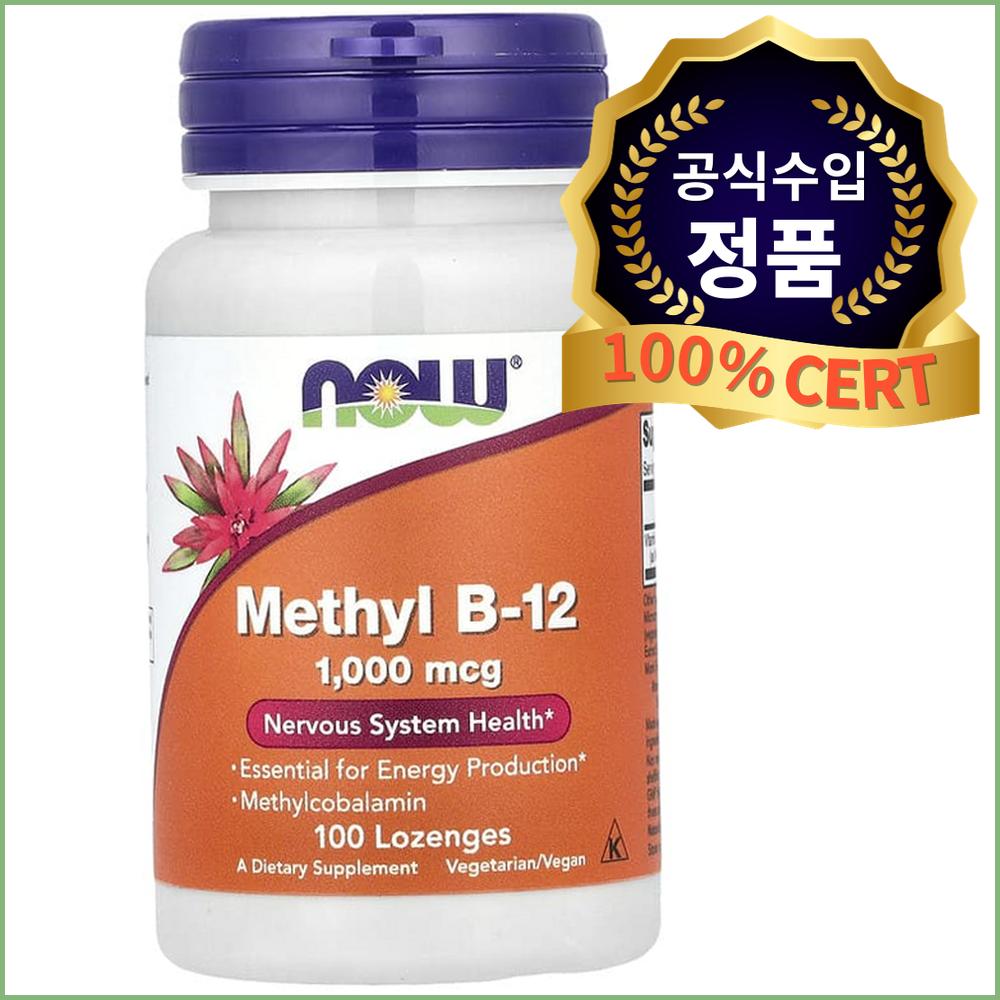 공식수입
정품
100% CERT
NOW®
Methyl B-12
1,000 mcg
Nervous System Health*
•Essential for Energy Production*
•Methylcobalamin
100 Lozenges
A Dietary Supplement Vegetarian/Vegan
K